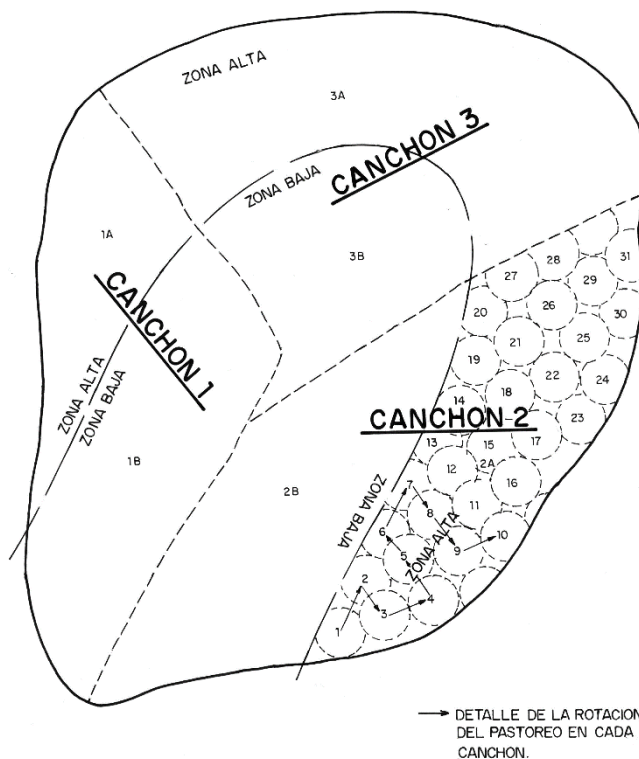 ZONA ALTA
3A
CANCHON 3
ZONA BAJA
1A
3B
CANCHON 1
ZONA ALTA
ZONA BAJA
1B
2B
CANCHON 2
ZONA BAJA
ZONA ALTA
2A
31
28
27
29
26
30
20
21
25
19
22
24
18
14
23
17
13
15
12
16
7
11
8
6
10
9
5
2
4
3
1
DETALLE DE LA ROTACION
DEL PASTOREO EN CADA
CANCHON.